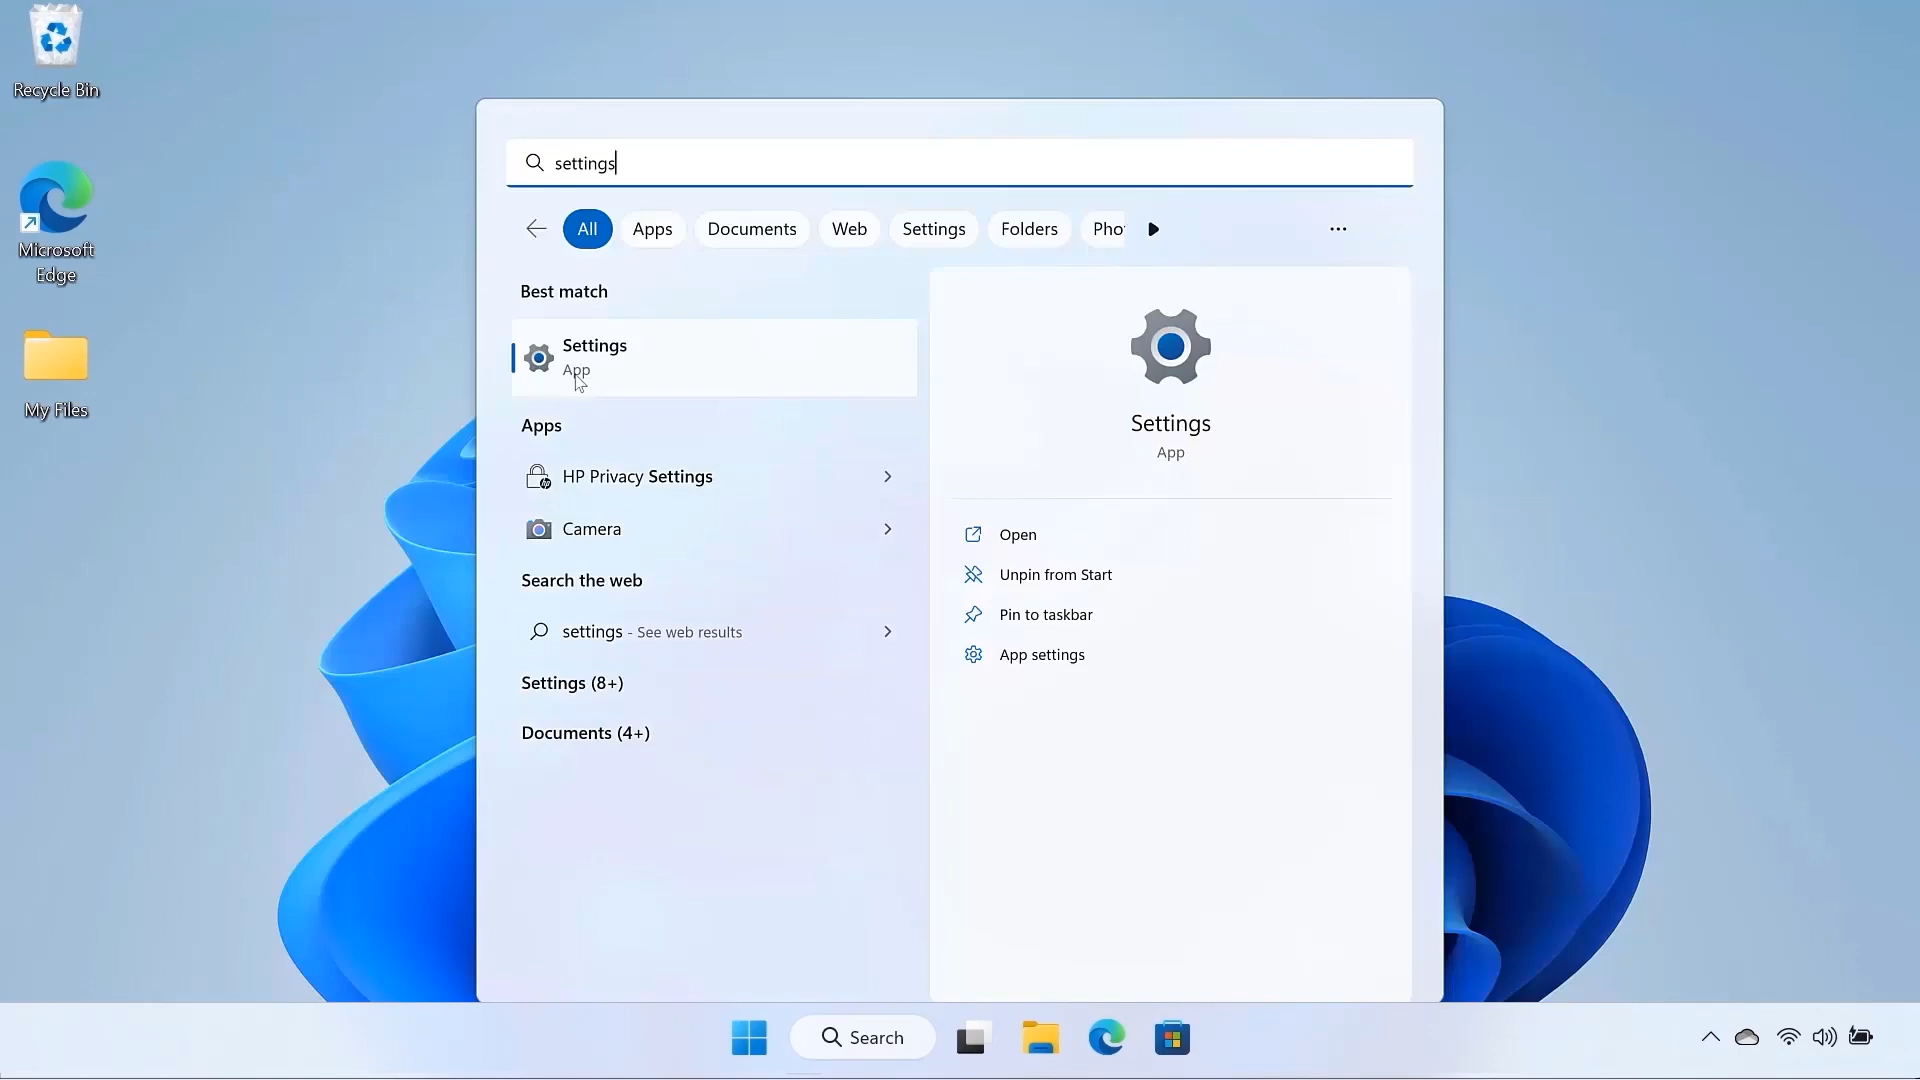 Recycle Bin
Microsoft
Edge
My Files
settings
All
Apps
Documents
Web
Settings
Folders
Pho
Best match
Settings
App
Apps
HP Privacy Settings
Camera
Search the web
settings - See web results
Settings (8+)
Documents (4+)
Settings
App
Open
Unpin from Start
Pin to taskbar
App settings
Search